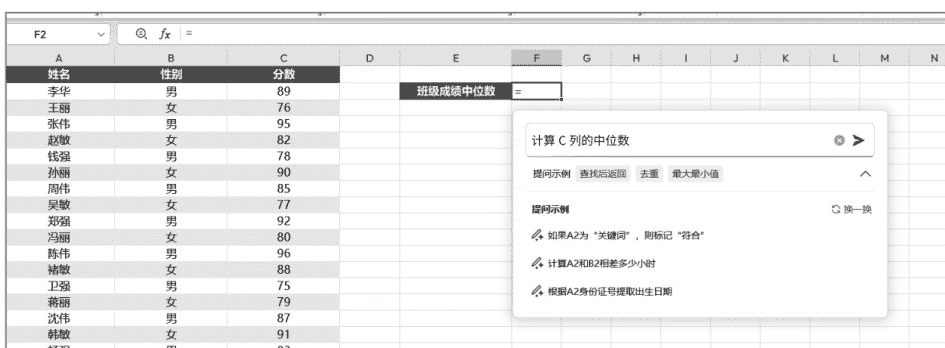 F2 fx =
A B C D E F G H I J K L M N
姓名 性别 分数
李华 男 89 班级成绩中位数 =
王丽 女 76
张伟 男 95
赵敏 女 82
钱强 男 78
孙丽 女 90
周伟 男 85
吴敏 女 77
郑强 男 92
冯丽 女 80
陈伟 男 96
褚敏 女 88
卫强 男 75
蒋丽 女 79
沈伟 男 87
韩敏 女 91
计算 C 列的中位数
提问示例 查找后返回 去重 最大最小值
提问示例 换一换
如果A2为“关键词”，则标记“符合”
计算A2和B2相差多少小时
根据A2身份证号提取出生日期